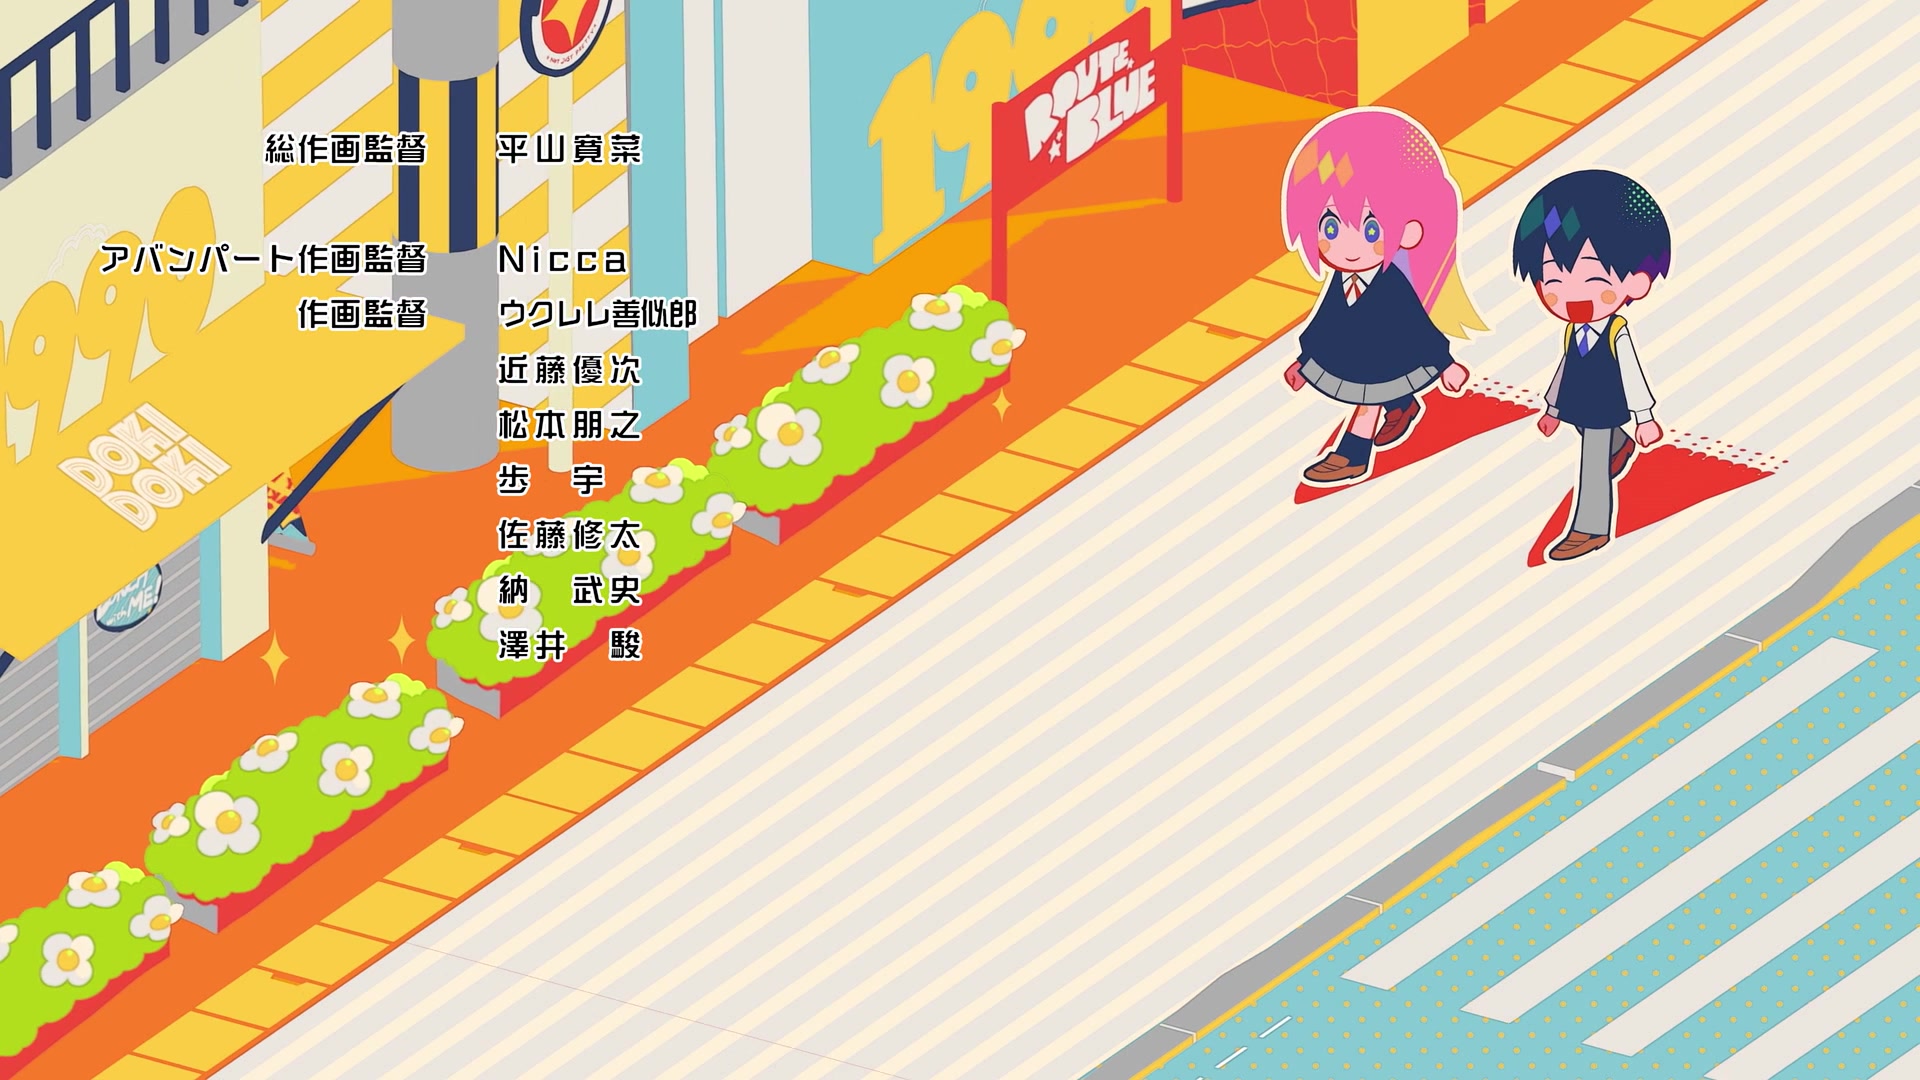 総作画監督 平山寛菜
アバンパート作画監督 Nicca
作画監督 ウクレレ善似郎
近藤優次
松本朋之
歩 宇
佐藤修太
納 武史
澤井 駿
ROUTE BLUE
1990
DOKI DOKI
ME!